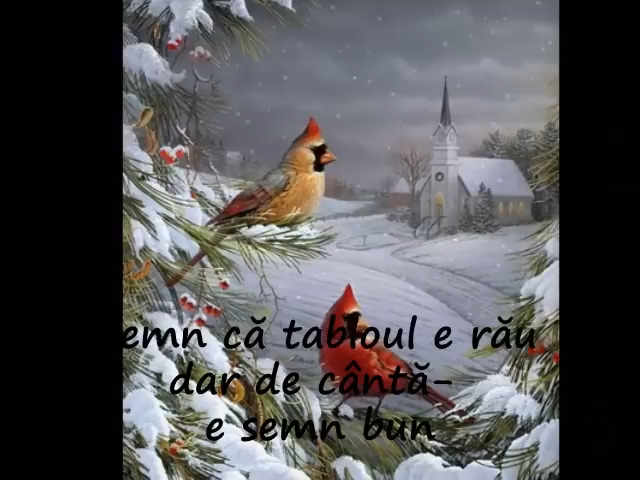 emn că tabloul e rău
dar de cântă-
e semn bun